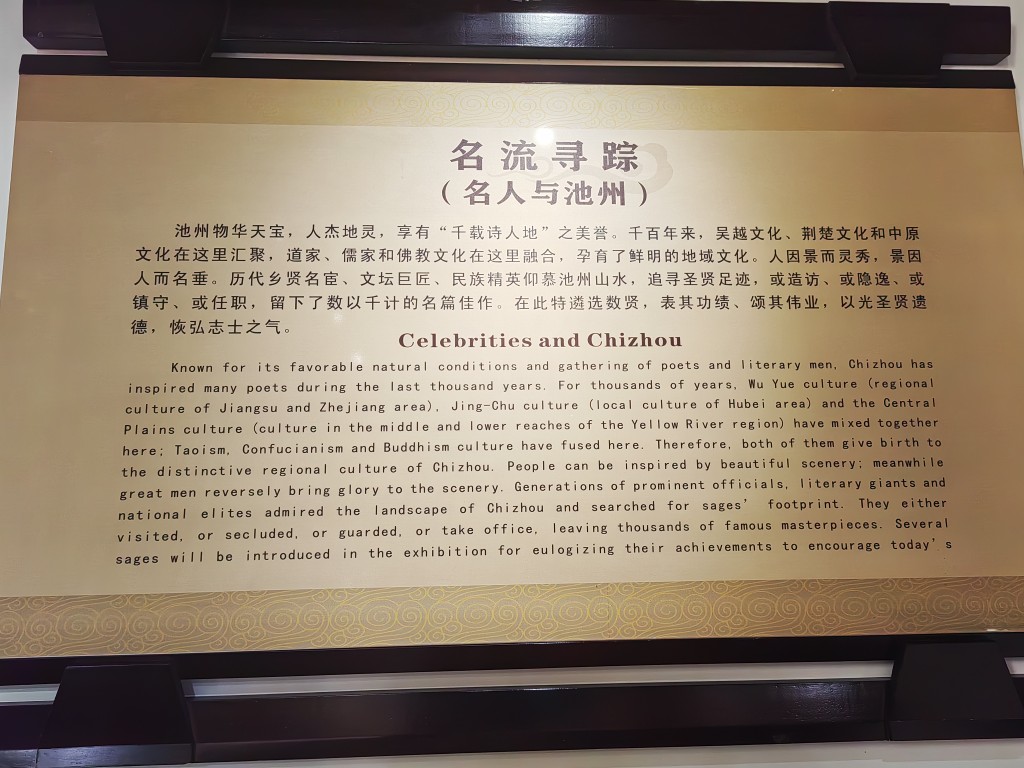 名流寻踪
（名人与池州）
池州物华天宝，人杰地灵，享有“千载诗人地”之美誉。千百年来，吴越文化、荆楚文化和中原
文化在这里汇聚，道家、儒家和佛教文化在这里融合，孕育了鲜明的地域文化。人因景而灵秀，景因
人而名垂。历代乡贤名宦、文坛巨匠、民族精英仰慕池州山水，追寻圣贤足迹，或造访、或隐逸、或
镇守、或任职，留下了数以千计的名篇佳作。在此特遴选数贤，表其功绩、颂其伟业，以光圣贤遗
德，恢弘志士之气。
Celebrities and Chizhou
Known for its favorable natural conditions and gathering of poets and literary men, Chizhou has
inspired many poets during the last thousand years. For thousands of years, Wu Yue culture (regional
culture of Jiangsu and Zhejiang area), Jing-Chu culture (local culture of Hubei area) and the Central
Plains culture (culture in the middle and lower reaches of the Yellow River region) have mixed together
here; Taoism, Confucianism and Buddhism culture have fused here. Therefore, both of them give birth to
the distinctive regional culture of Chizhou. People can be inspired by beautiful scenery; meanwhile
great men reversely bring glory to the scenery. Generations of prominent officials, literary giants and
national elites admired the landscape of Chizhou and searched for sages’ footprint. They either
visited, or secluded, or guarded, or take office, leaving thousands of famous masterpieces. Several
sages will be introduced in the exhibition for eulogizing their achievements to encourage today’s